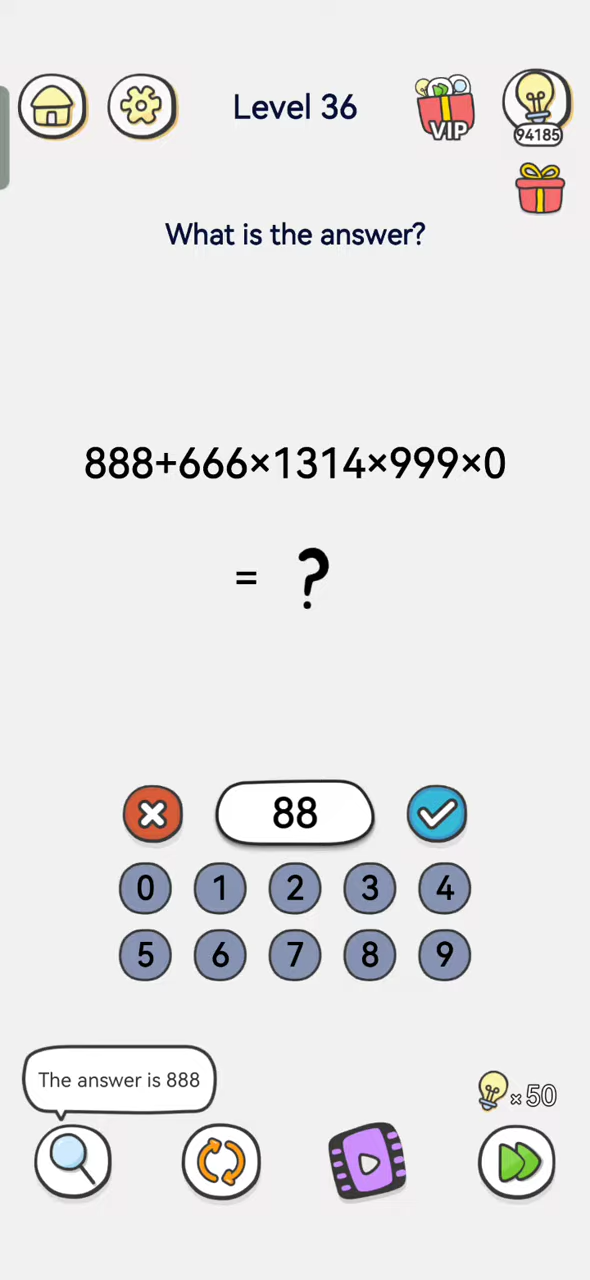 Level 36
VIP
94185
What is the answer?
888+666×1314×999×0
= ?
88
0 1 2 3 4
5 6 7 8 9
The answer is 888
×50